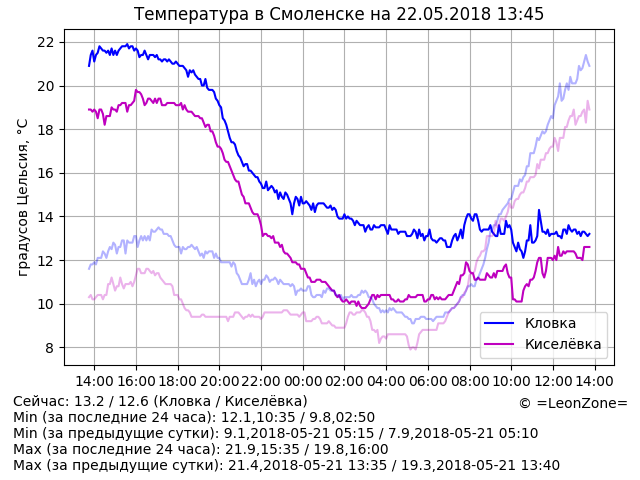 Температура в Смоленске на 22.05.2018 13:45
градусов Цельсия, °C
22
20
18
16
14
12
10
8
Кловка
Киселёвка
14:00 16:00 18:00 20:00 22:00 00:00 02:00 04:00 06:00 08:00 10:00 12:00 14:00
Сейчас: 13.2 / 12.6 (Кловка / Киселёвка)
© =LeonZone=
Min (за последние 24 часа): 12.1,10:35 / 9.8,02:50
Min (за предыдущие сутки): 9.1,2018-05-21 05:15 / 7.9,2018-05-21 05:10
Max (за последние 24 часа): 21.9,15:35 / 19.8,16:00
Max (за предыдущие сутки): 21.4,2018-05-21 13:35 / 19.3,2018-05-21 13:40